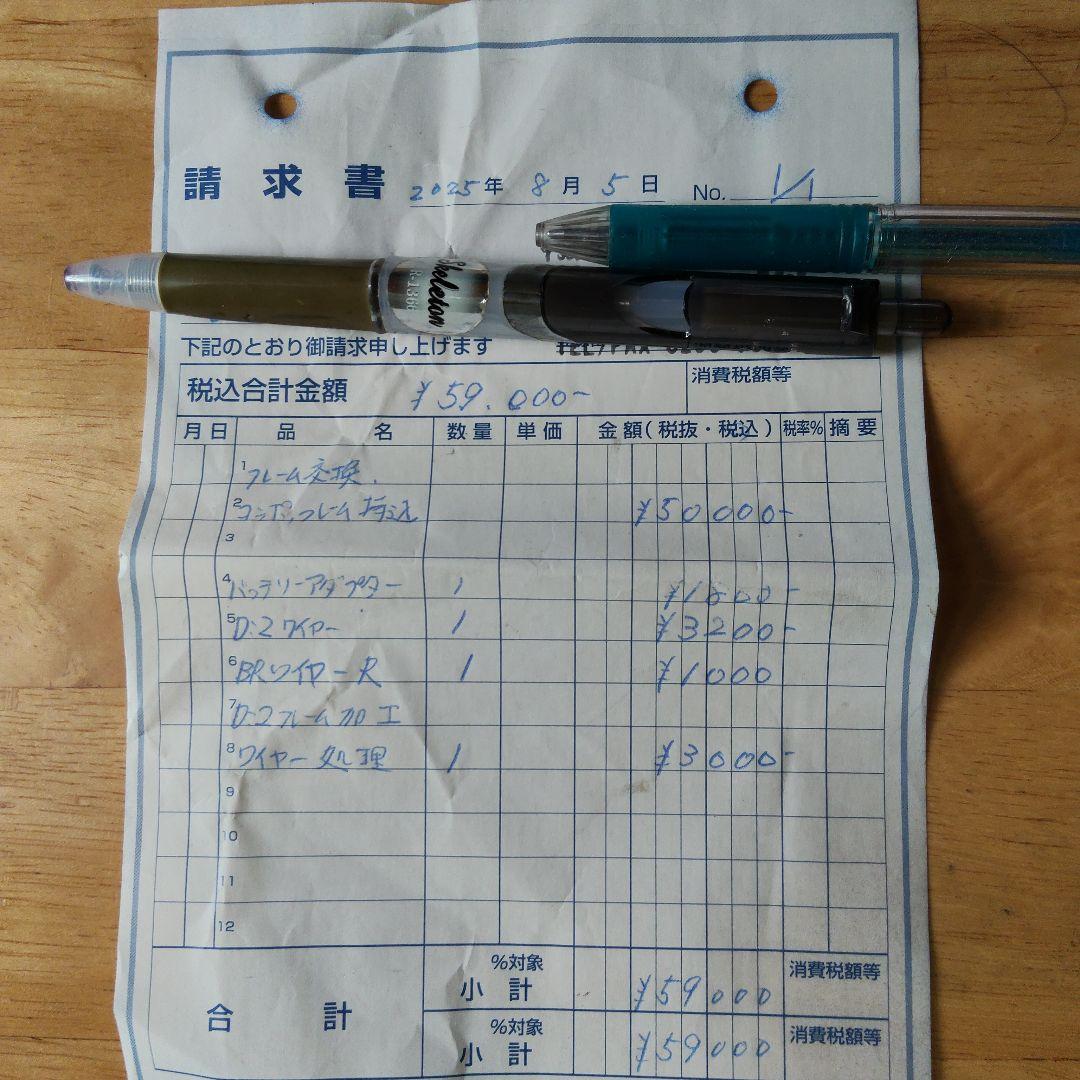 請求書 2025年 8月 5日 No. 1/1
Skeleton
下記のとおり御請求申し上げます
税込合計金額 ¥59.000-
消費税額等
月 日 品 名 数量 単価 金額(税抜・税込) 税率% 摘要
1 フレーム交換.
2 コンポ、フレーム持込 ¥50000-
3
4 バッテリーアダプター 1 ¥1800-
5 Di2ワイヤー 1 ¥3200-
6 BRワイヤーR 1 ¥1000
7 Di2フレーム加工
8 ワイヤー処理 1 ¥3000-
9
10
11
12
合計
%対象 小計 ¥59000 消費税額等
%対象 小計 ¥59000 消費税額等